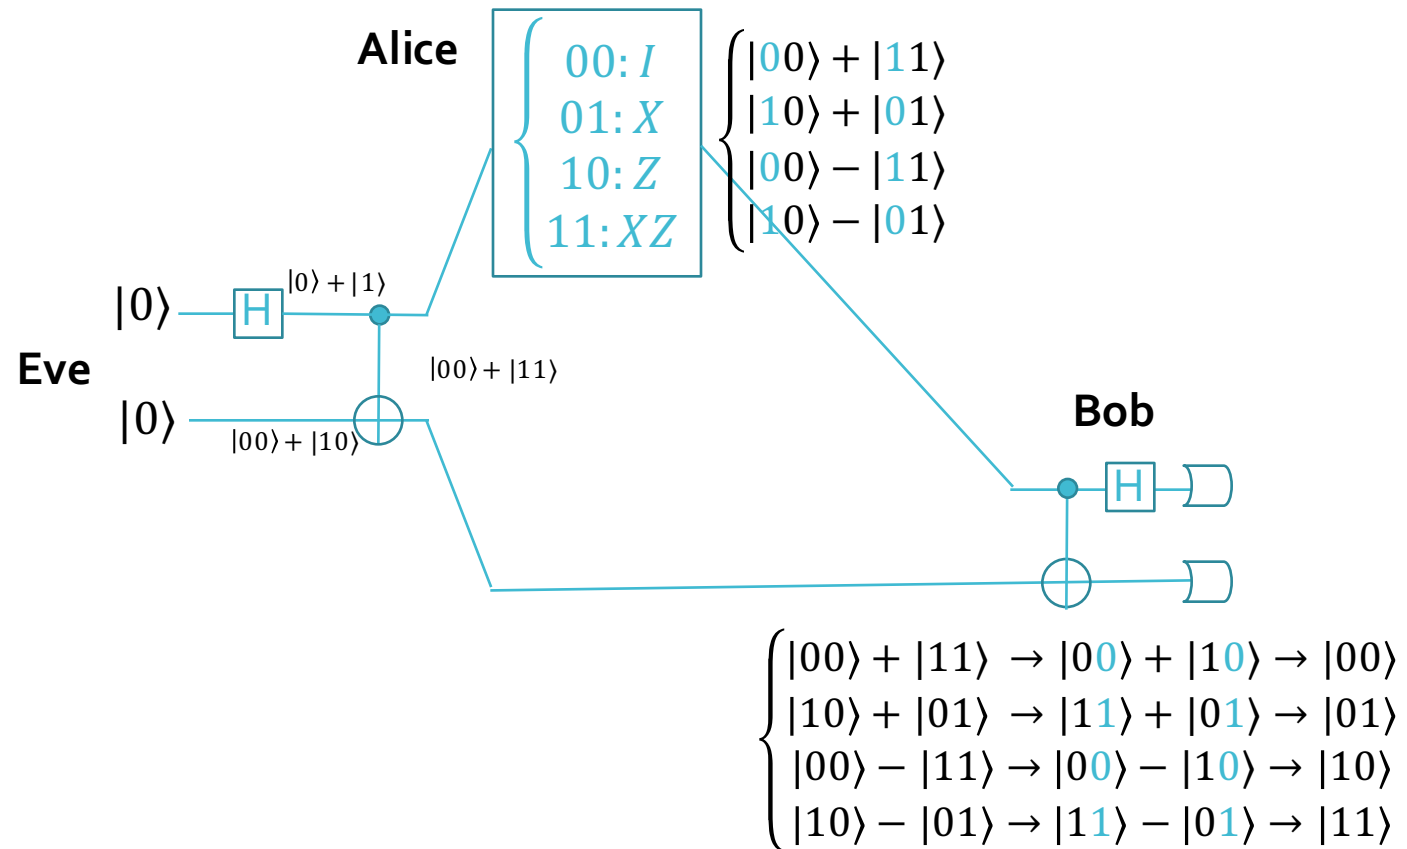 Alice
00: I
01: X
10: Z
11: XZ
|00⟩ + |11⟩
|10⟩ + |01⟩
|00⟩ − |11⟩
|10⟩ − |01⟩
|0⟩ H |0⟩ + |1⟩
Eve
|00⟩ + |11⟩
|0⟩
|00⟩ + |10⟩
Bob
H
|00⟩ + |11⟩ → |00⟩ + |10⟩ → |00⟩
|10⟩ + |01⟩ → |11⟩ + |01⟩ → |01⟩
|00⟩ − |11⟩ → |00⟩ − |10⟩ → |10⟩
|10⟩ − |01⟩ → |11⟩ − |01⟩ → |11⟩